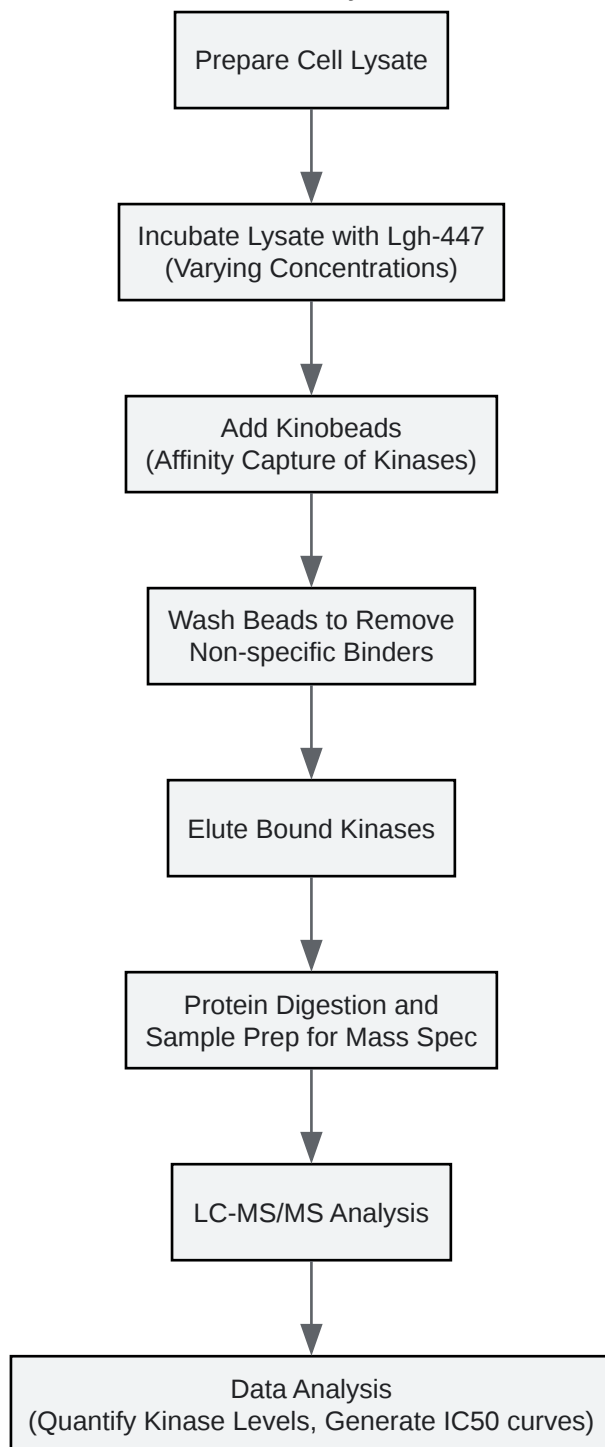 Prepare Cell Lysate
Incubate Lysate with Lgh-447
(Varying Concentrations)
Add Kinobeads
(Affinity Capture of Kinases)
Wash Beads to Remove
Non-specific Binders
Elute Bound Kinases
Protein Digestion and
Sample Prep for Mass Spec
LC-MS/MS Analysis
Data Analysis
(Quantify Kinase Levels, Generate IC50 curves)